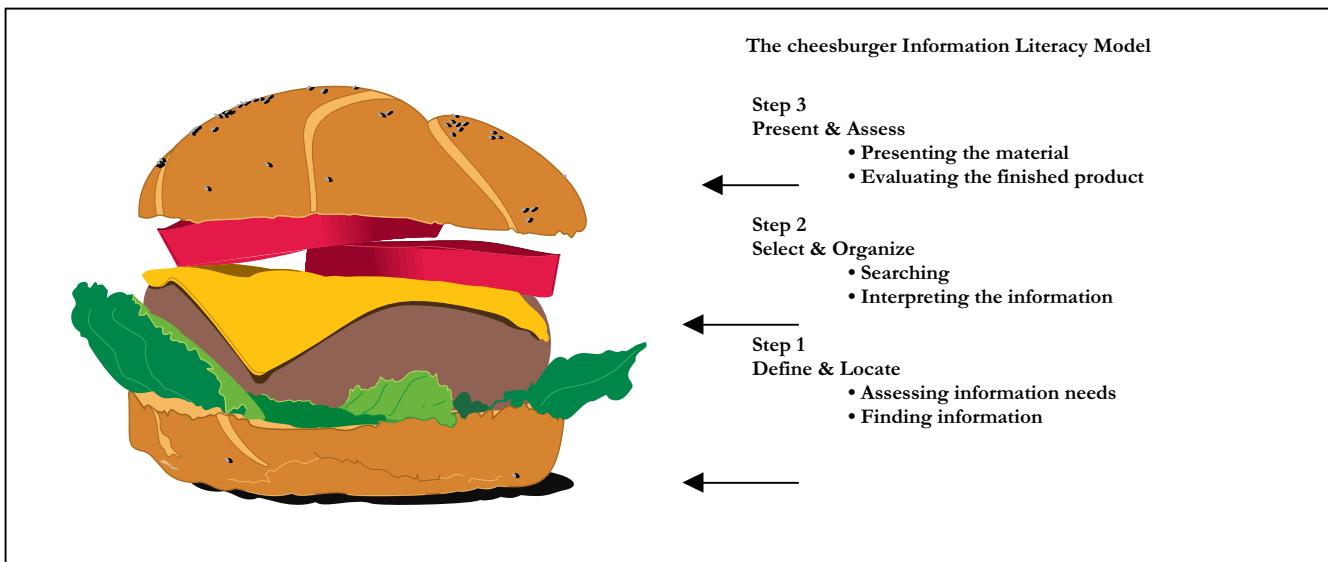 The cheesburger Information Literacy Model
Step 3
Present & Assess
• Presenting the material
• Evaluating the finished product
Step 2
Select & Organize
• Searching
• Interpreting the information
Step 1
Define & Locate
• Assessing information needs
• Finding information